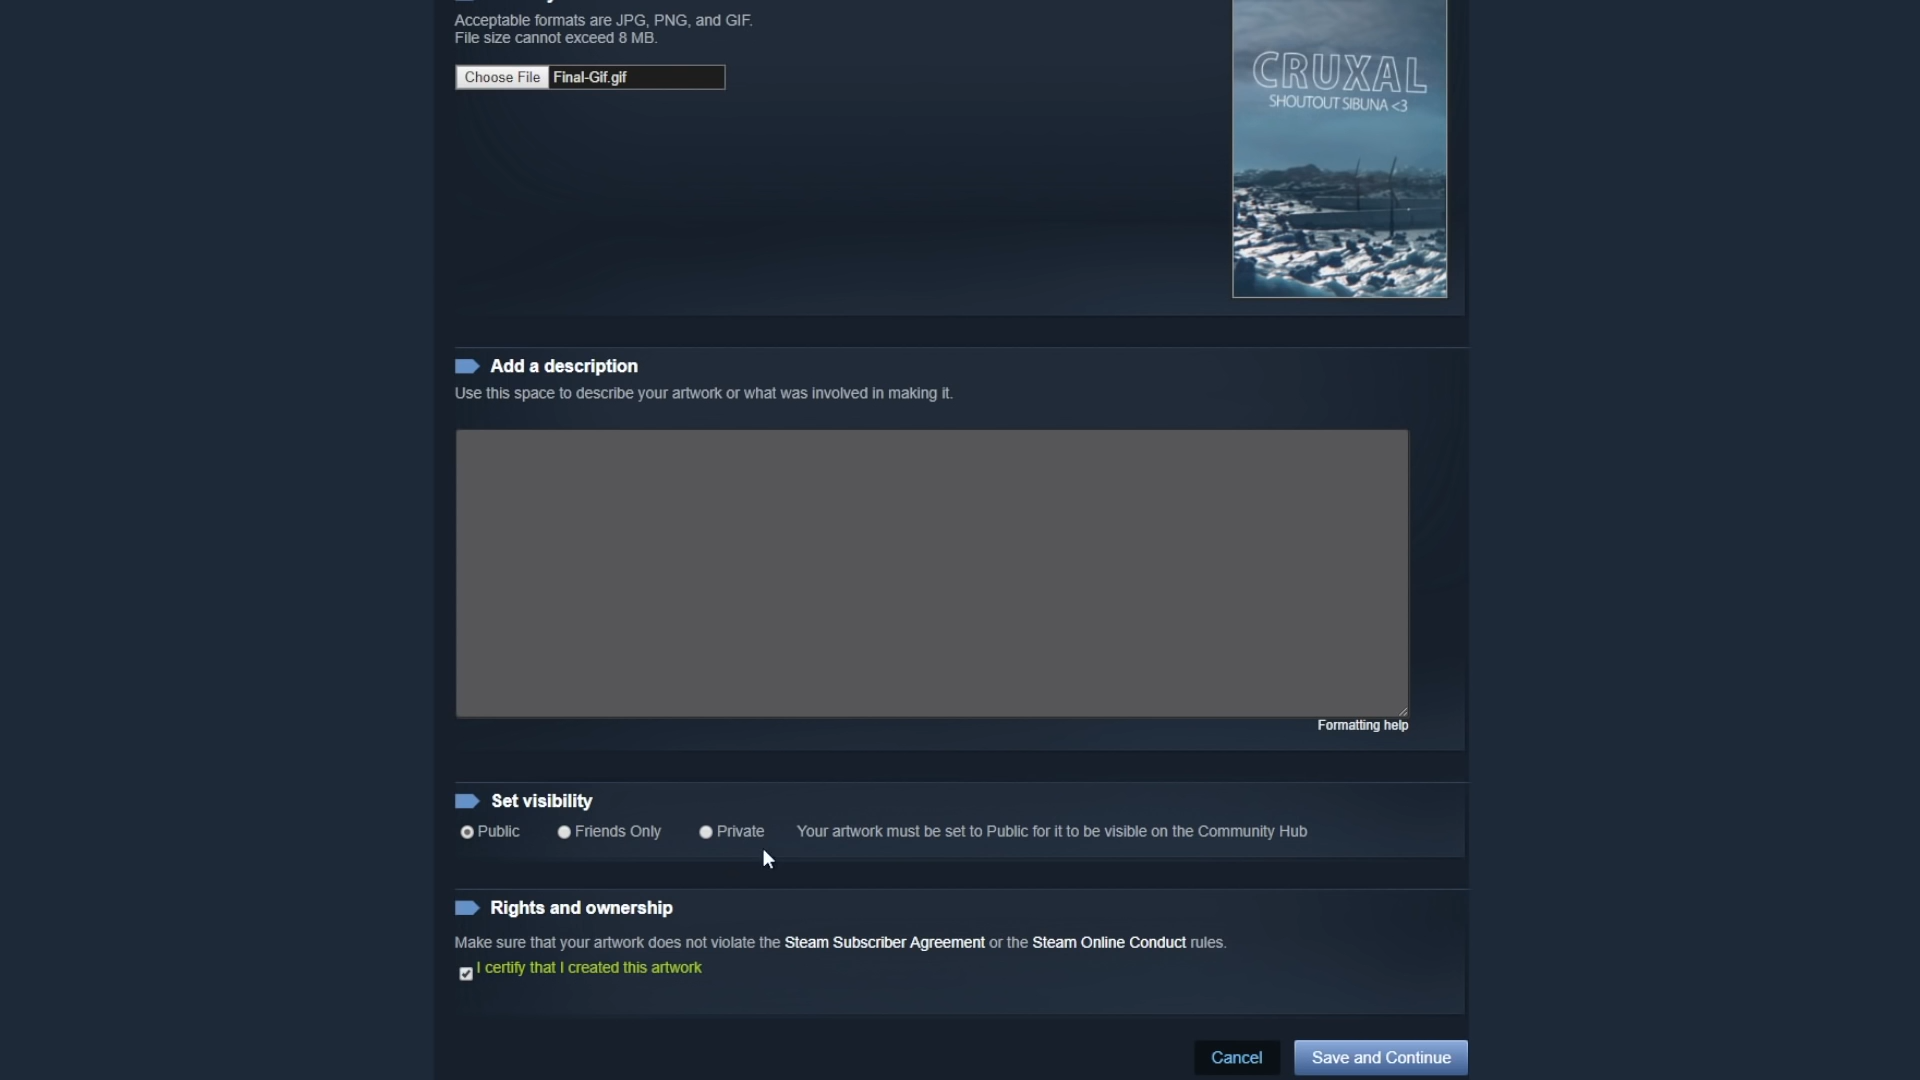 Acceptable formats are JPG, PNG, and GIF.
File size cannot exceed 8 MB.
Choose File Final-Gif.gif
CRUXAL
SHOUTOUT SIBUNA <3
Add a description
Use this space to describe your artwork or what was involved in making it.
Formatting help
Set visibility
Public Friends Only Private Your artwork must be set to Public for it to be visible on the Community Hub
Rights and ownership
Make sure that your artwork does not violate the Steam Subscriber Agreement or the Steam Online Conduct rules.
I certify that I created this artwork
Cancel Save and Continue